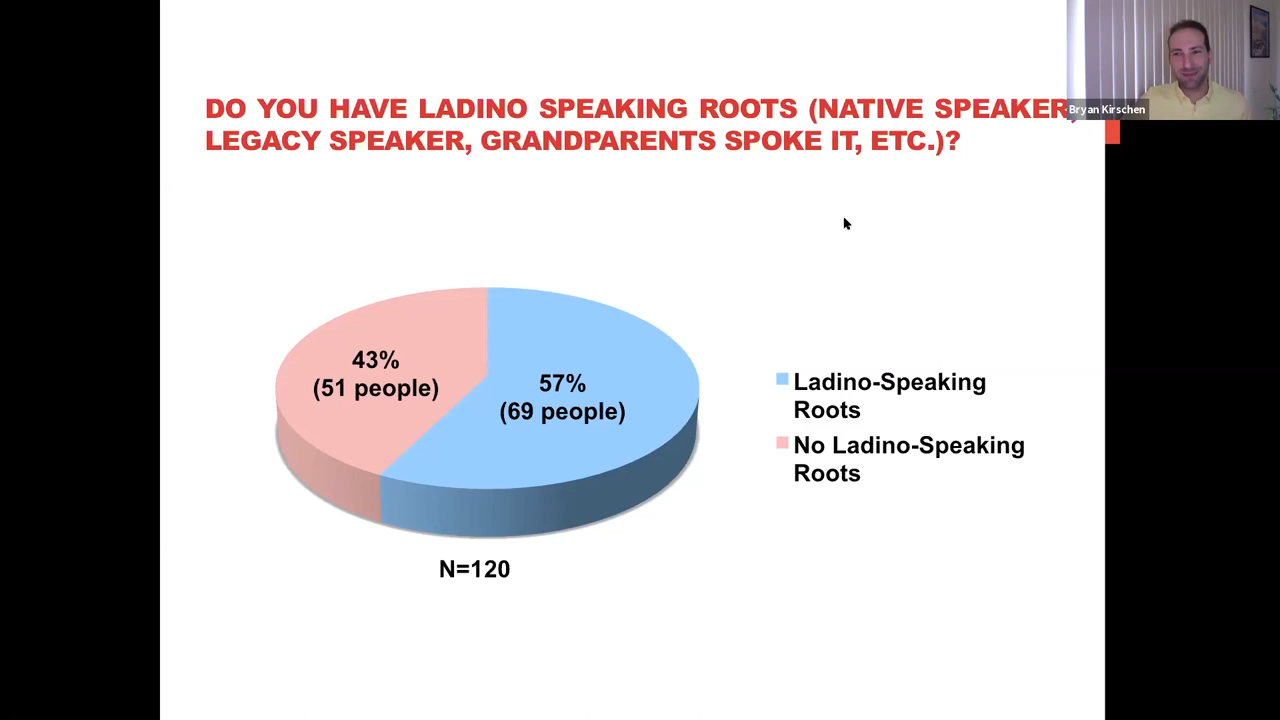 DO YOU HAVE LADINO SPEAKING ROOTS (NATIVE SPEAKER,
LEGACY SPEAKER, GRANDPARENTS SPOKE IT, ETC.)?
Bryan Kirschen
43%
(51 people)
57%
(69 people)
Ladino-Speaking
Roots
No Ladino-Speaking
Roots
N=120